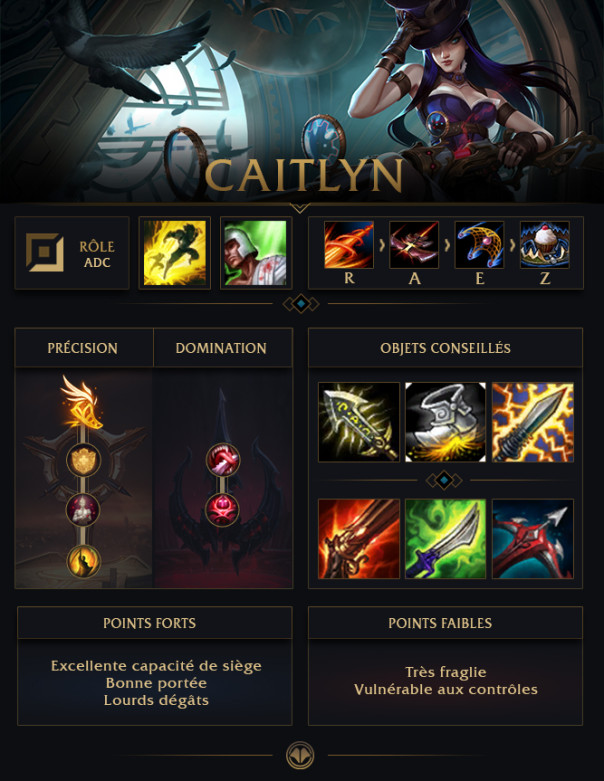 CAITLYN
RÔLE
ADC
R
A
E
Z
PRÉCISION
DOMINATION
OBJETS CONSEILLÉS
POINTS FORTS
Excellente capacité de siège
Bonne portée
Lourds dégâts
POINTS FAIBLES
Très fraglie
Vulnérable aux contrôles